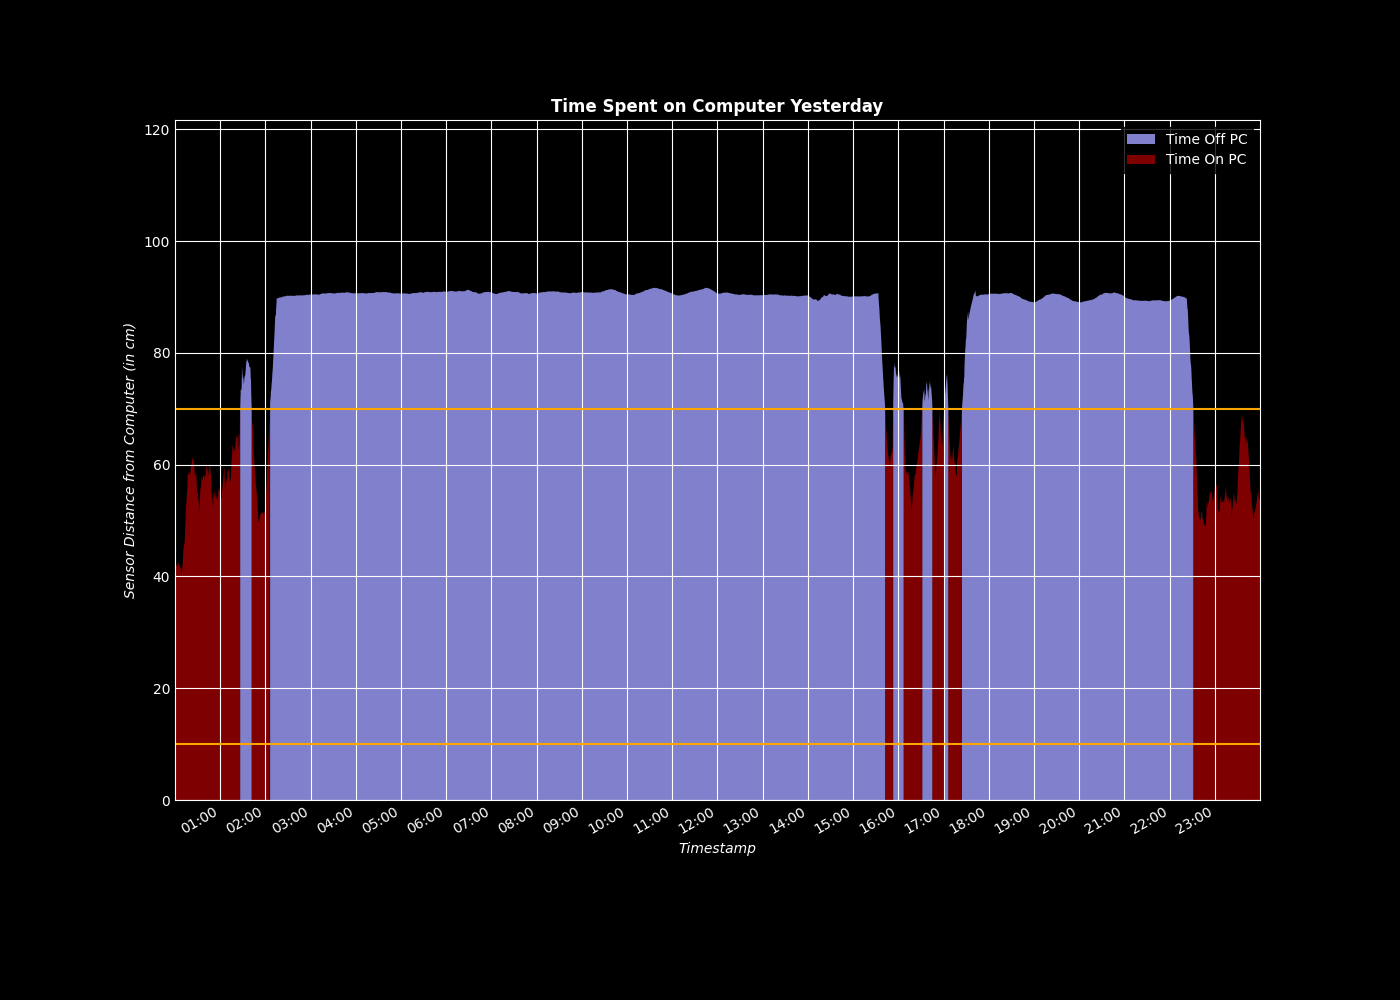 Time Spent on Computer Yesterday
120
100
80
60
40
20
0
Sensor Distance from Computer (in cm)
Time Off PC
Time On PC
01:00 02:00 03:00 04:00 05:00 06:00 07:00 08:00 09:00 10:00 11:00 12:00 13:00 14:00 15:00 16:00 17:00 18:00 19:00 20:00 21:00 22:00 23:00
Timestamp